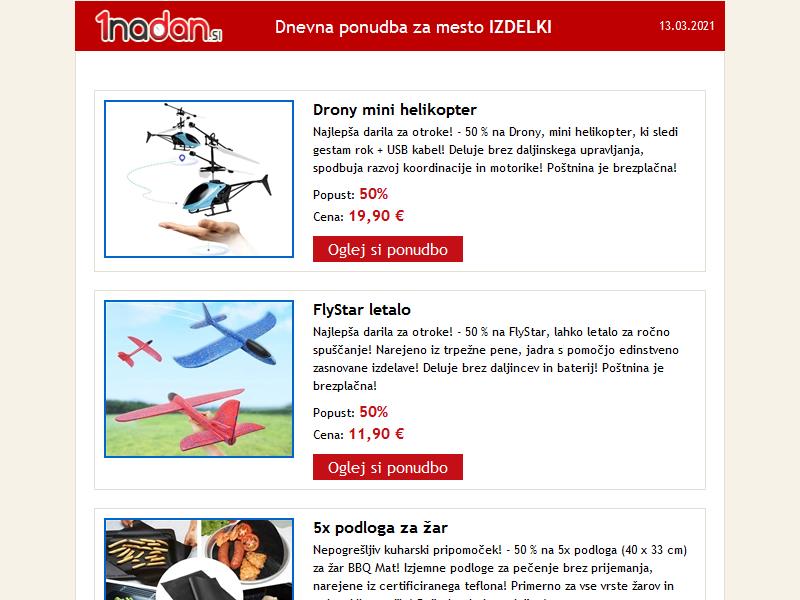 1nadan.si
Dnevna ponudba za mesto IZDELKI
13.03.2021
Drony mini helikopter
Najlepša darila za otroke! - 50 % na Drony, mini helikopter, ki sledi
gestam rok + USB kabel! Deluje brez daljinskega upravljanja,
spodbuja razvoj koordinacije in motorike! Poštnina je brezplačna!
Popust: 50%
Cena: 19,90 €
Oglej si ponudbo
FlyStar letalo
Najlepša darila za otroke! - 50 % na FlyStar, lahko letalo za ročno
spuščanje! Narejeno iz trpežne pene, jadra s pomočjo edinstveno
zasnovane izdelave! Deluje brez daljincev in baterij! Poštnina je
brezplačna!
Popust: 50%
Cena: 11,90 €
Oglej si ponudbo
5x podloga za žar
Nepogrešljiv kuharski pripomoček! - 50 % na 5x podloga (40 x 33 cm)
za žar BBQ Mat! Izjemne podloge za pečenje brez prijemanja,
narejene iz certificiranega teflona! Primerno za vse vrste žarov in